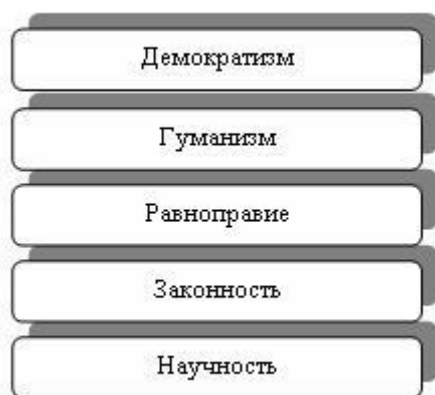 Демократизм
Гуманизм
Равноправие
Законность
Научность